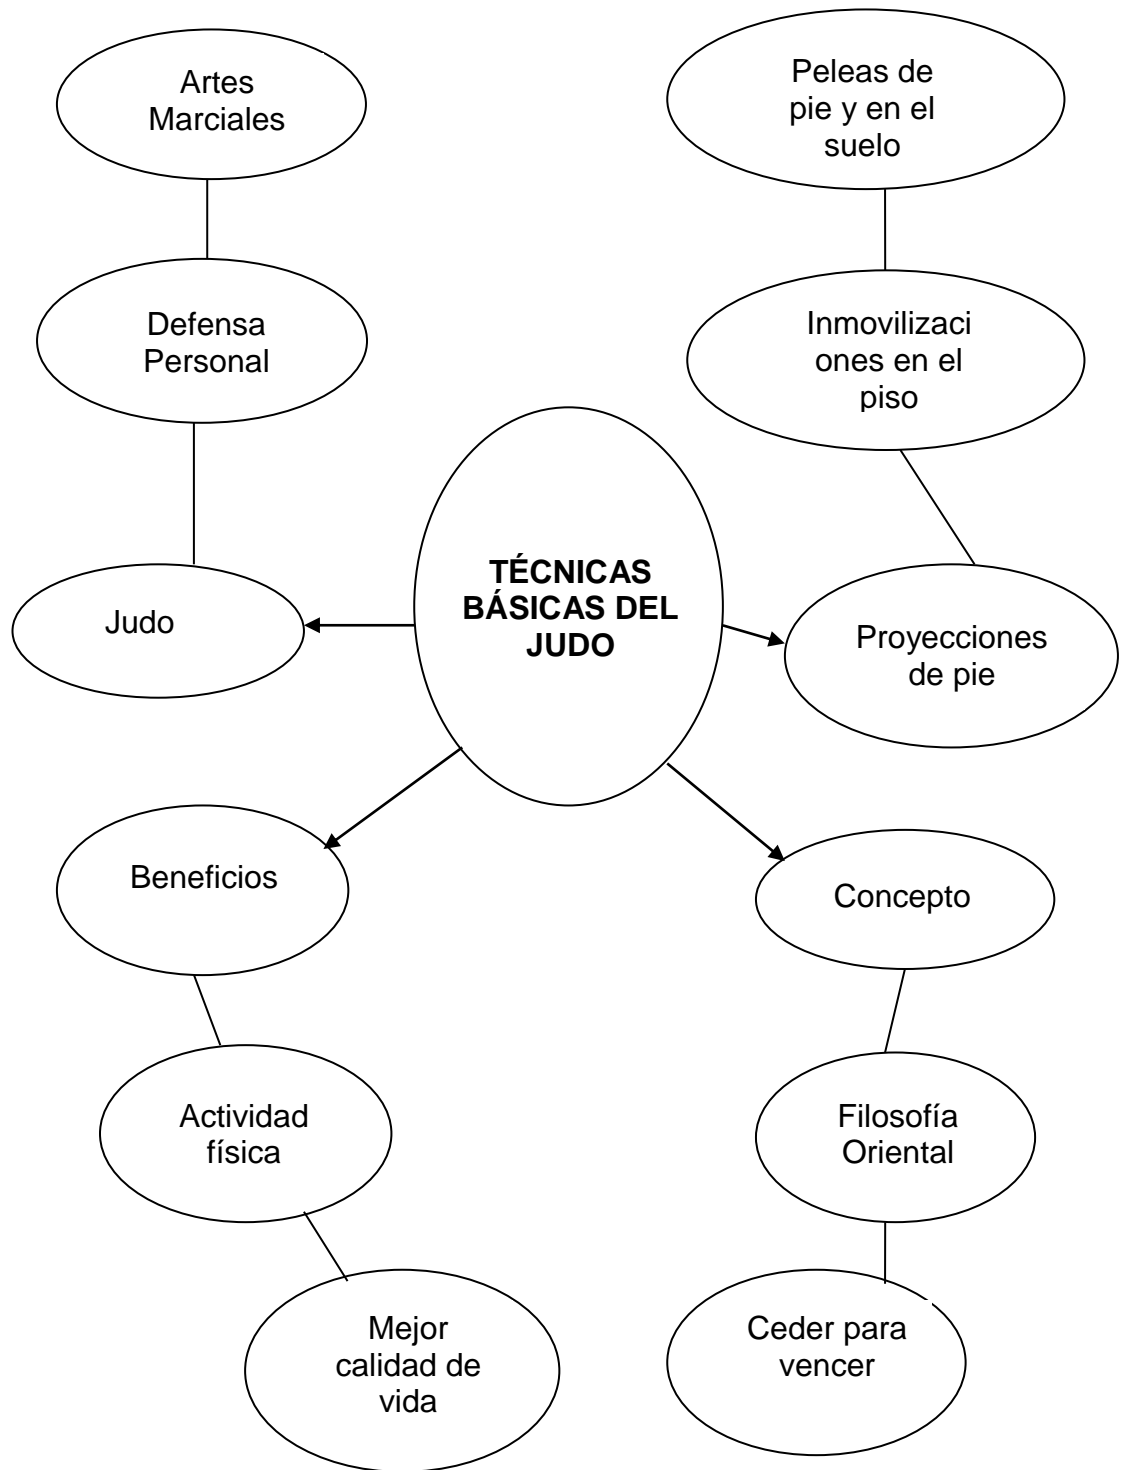 Artes
Marciales
Peleas de
pie y en el
suelo
Defensa
Personal
Inmovilizaci
ones en el
piso
TÉCNICAS
BÁSICAS DEL
JUDO
Judo
Proyecciones
de pie
Beneficios
Concepto
Actividad
física
Filosofía
Oriental
Mejor
calidad de
vida
Ceder para
vencer